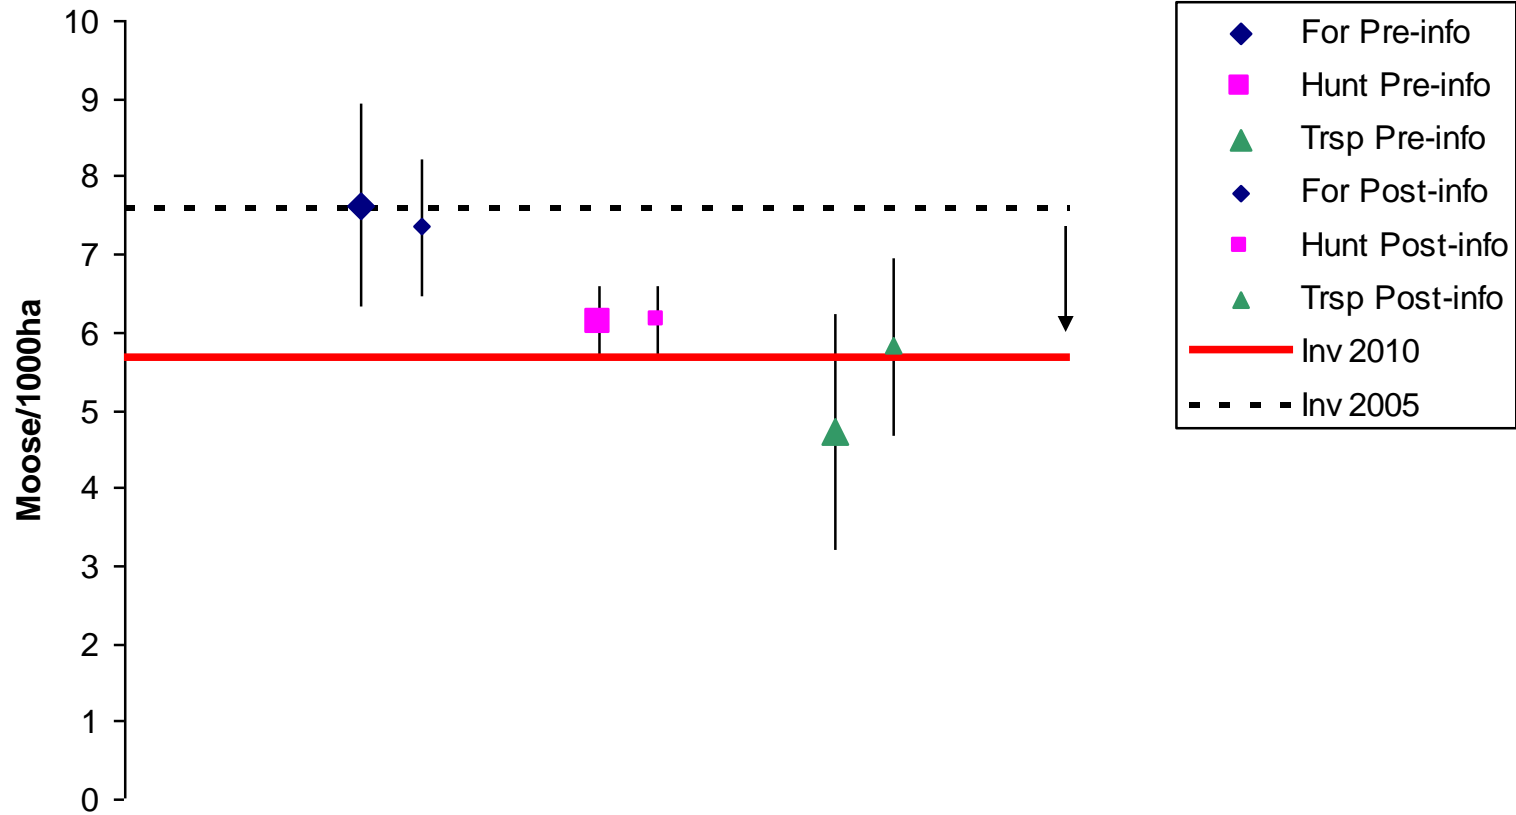 10
9
8
7
6
5
4
3
2
1
0
Moose/1000ha
For Pre-info
Hunt Pre-info
Trsp Pre-info
For Post-info
Hunt Post-info
Trsp Post-info
Inv 2010
Inv 2005